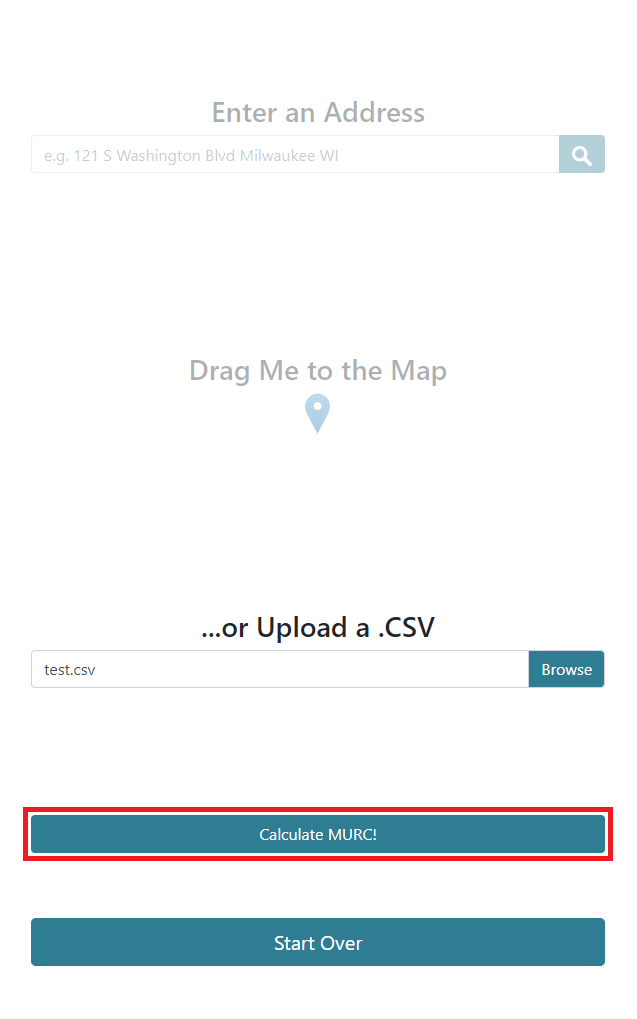 Enter an Address
e.g. 121 S Washington Blvd Milwaukee WI
Drag Me to the Map
...or Upload a .CSV
test.csv
Browse
Calculate MURC!
Start Over